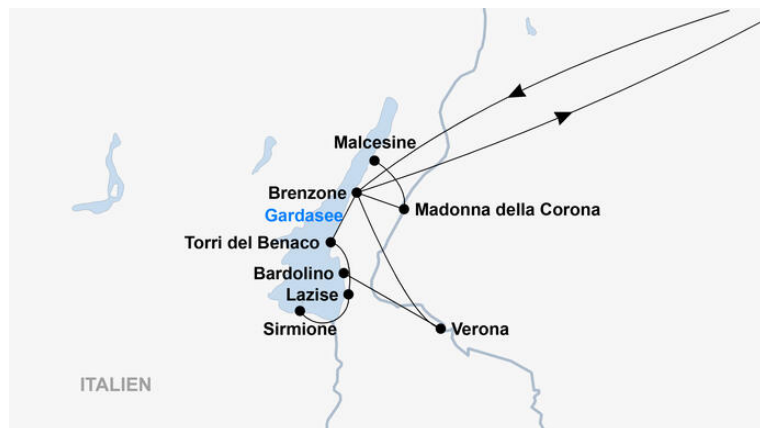 Malcesine
Brenzone
Gardasee
Madonna della Corona
Torri del Benaco
Bardolino
Lazise
Sirmione
Verona
ITALIEN